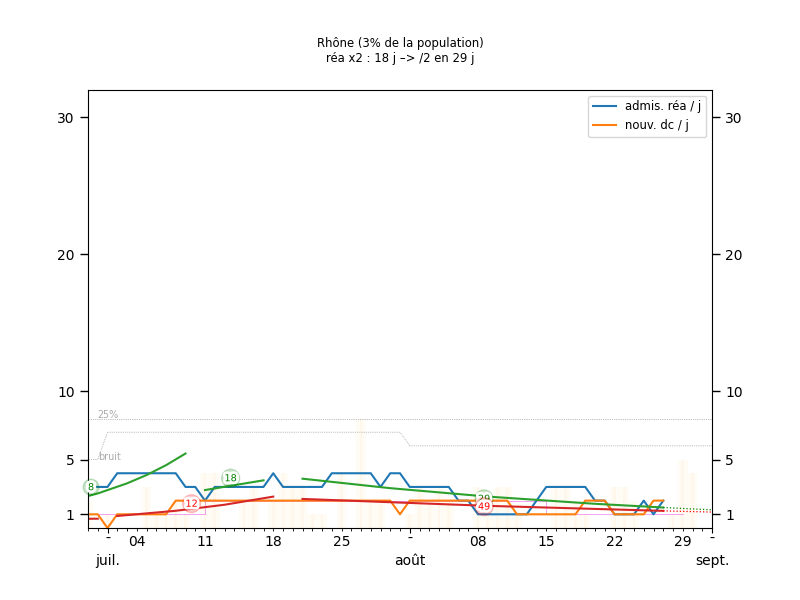 Rhône (3% de la population)
réa x2 : 18 j –> /2 en 29 j
admis. réa / j
nouv. dc / j
30
30
20
20
10
10
25%
bruit
5
5
8
18
12
29
49
1
1
- 04 11 18 25 - 08 15 22 29 -
juil. août sept.